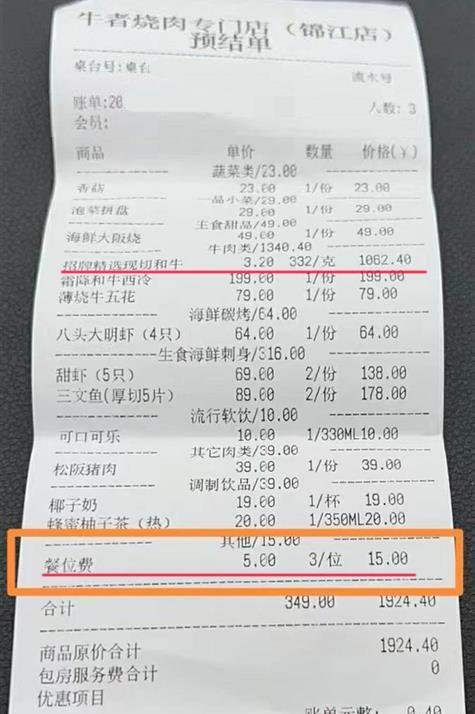 牛者烧肉专门店（锦江店）
预结单
桌台号:桌台
流水号
账单:20
人数: 3
会员:
商品 单价 数量 价格(￥)
蔬菜类/23.00
香菇 23.00 1/份 23.00
品小菜/29.00
泡菜拼盘 29.00 1/份 29.00
主食甜品/49.00
海鲜大阪烧 49.00 1/份 49.00
牛肉类/1340.40
招牌精选现切和牛 3.20 332/克 1062.40
霜降和牛西冷 199.00 1/份 199.00
薄烧牛五花 79.00 1/份 79.00
海鲜碳烤/64.00
八头大明虾（4只） 64.00 1/份 64.00
生食海鲜刺身/316.00
甜虾（5只） 69.00 2/份 138.00
三文鱼(厚切5片) 89.00 2/份 178.00
流行软饮/10.00
可口可乐 10.00 1/330ML10.00
其它肉类/39.00
松阪猪肉 39.00 1/份 39.00
调制饮品/39.00
椰子奶 19.00 1/杯 19.00
蜂蜜柚子茶（热） 20.00 1/350ML20.00
其他/15.00
餐位费 5.00 3/位 15.00
合计 349.00 1924.40
商品原价合计 1924.40
包房服务费合计 0
优惠项目
账单元数: 0.40